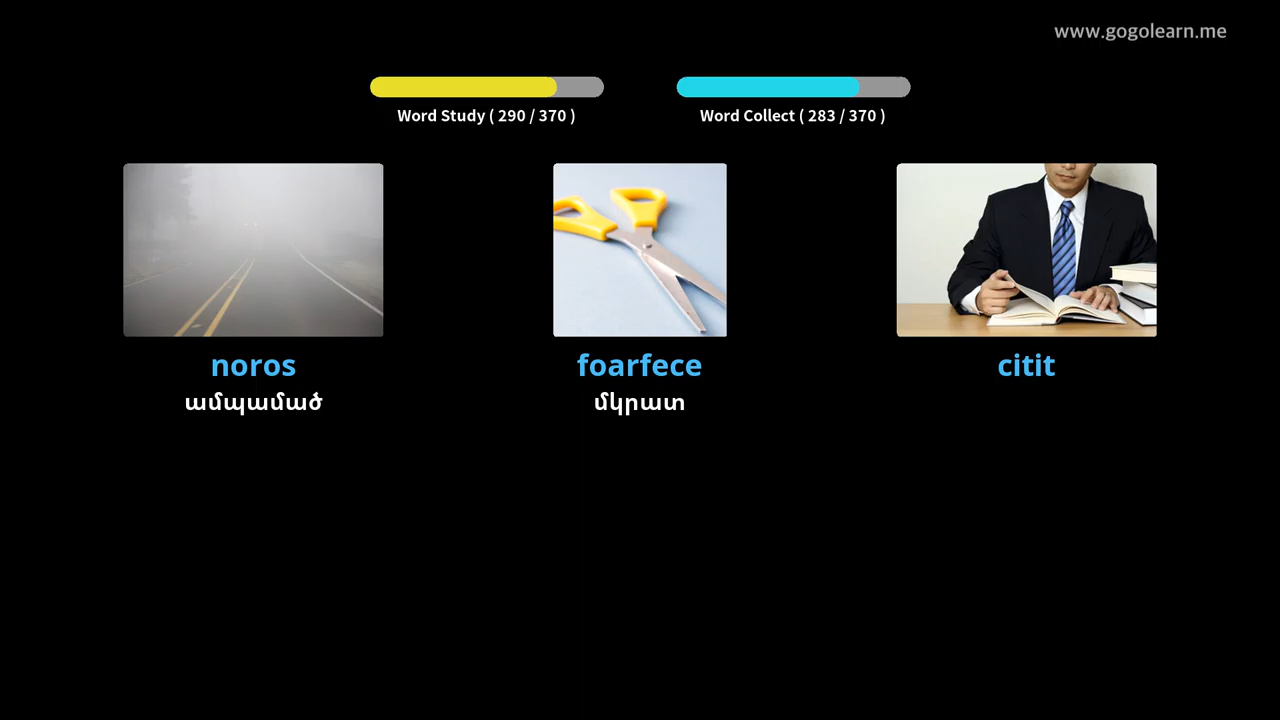 www.gogolearn.me
Word Study ( 290 / 370 )
Word Collect ( 283 / 370 )
noros
foarfece
citit
ամպամած
մկրատ